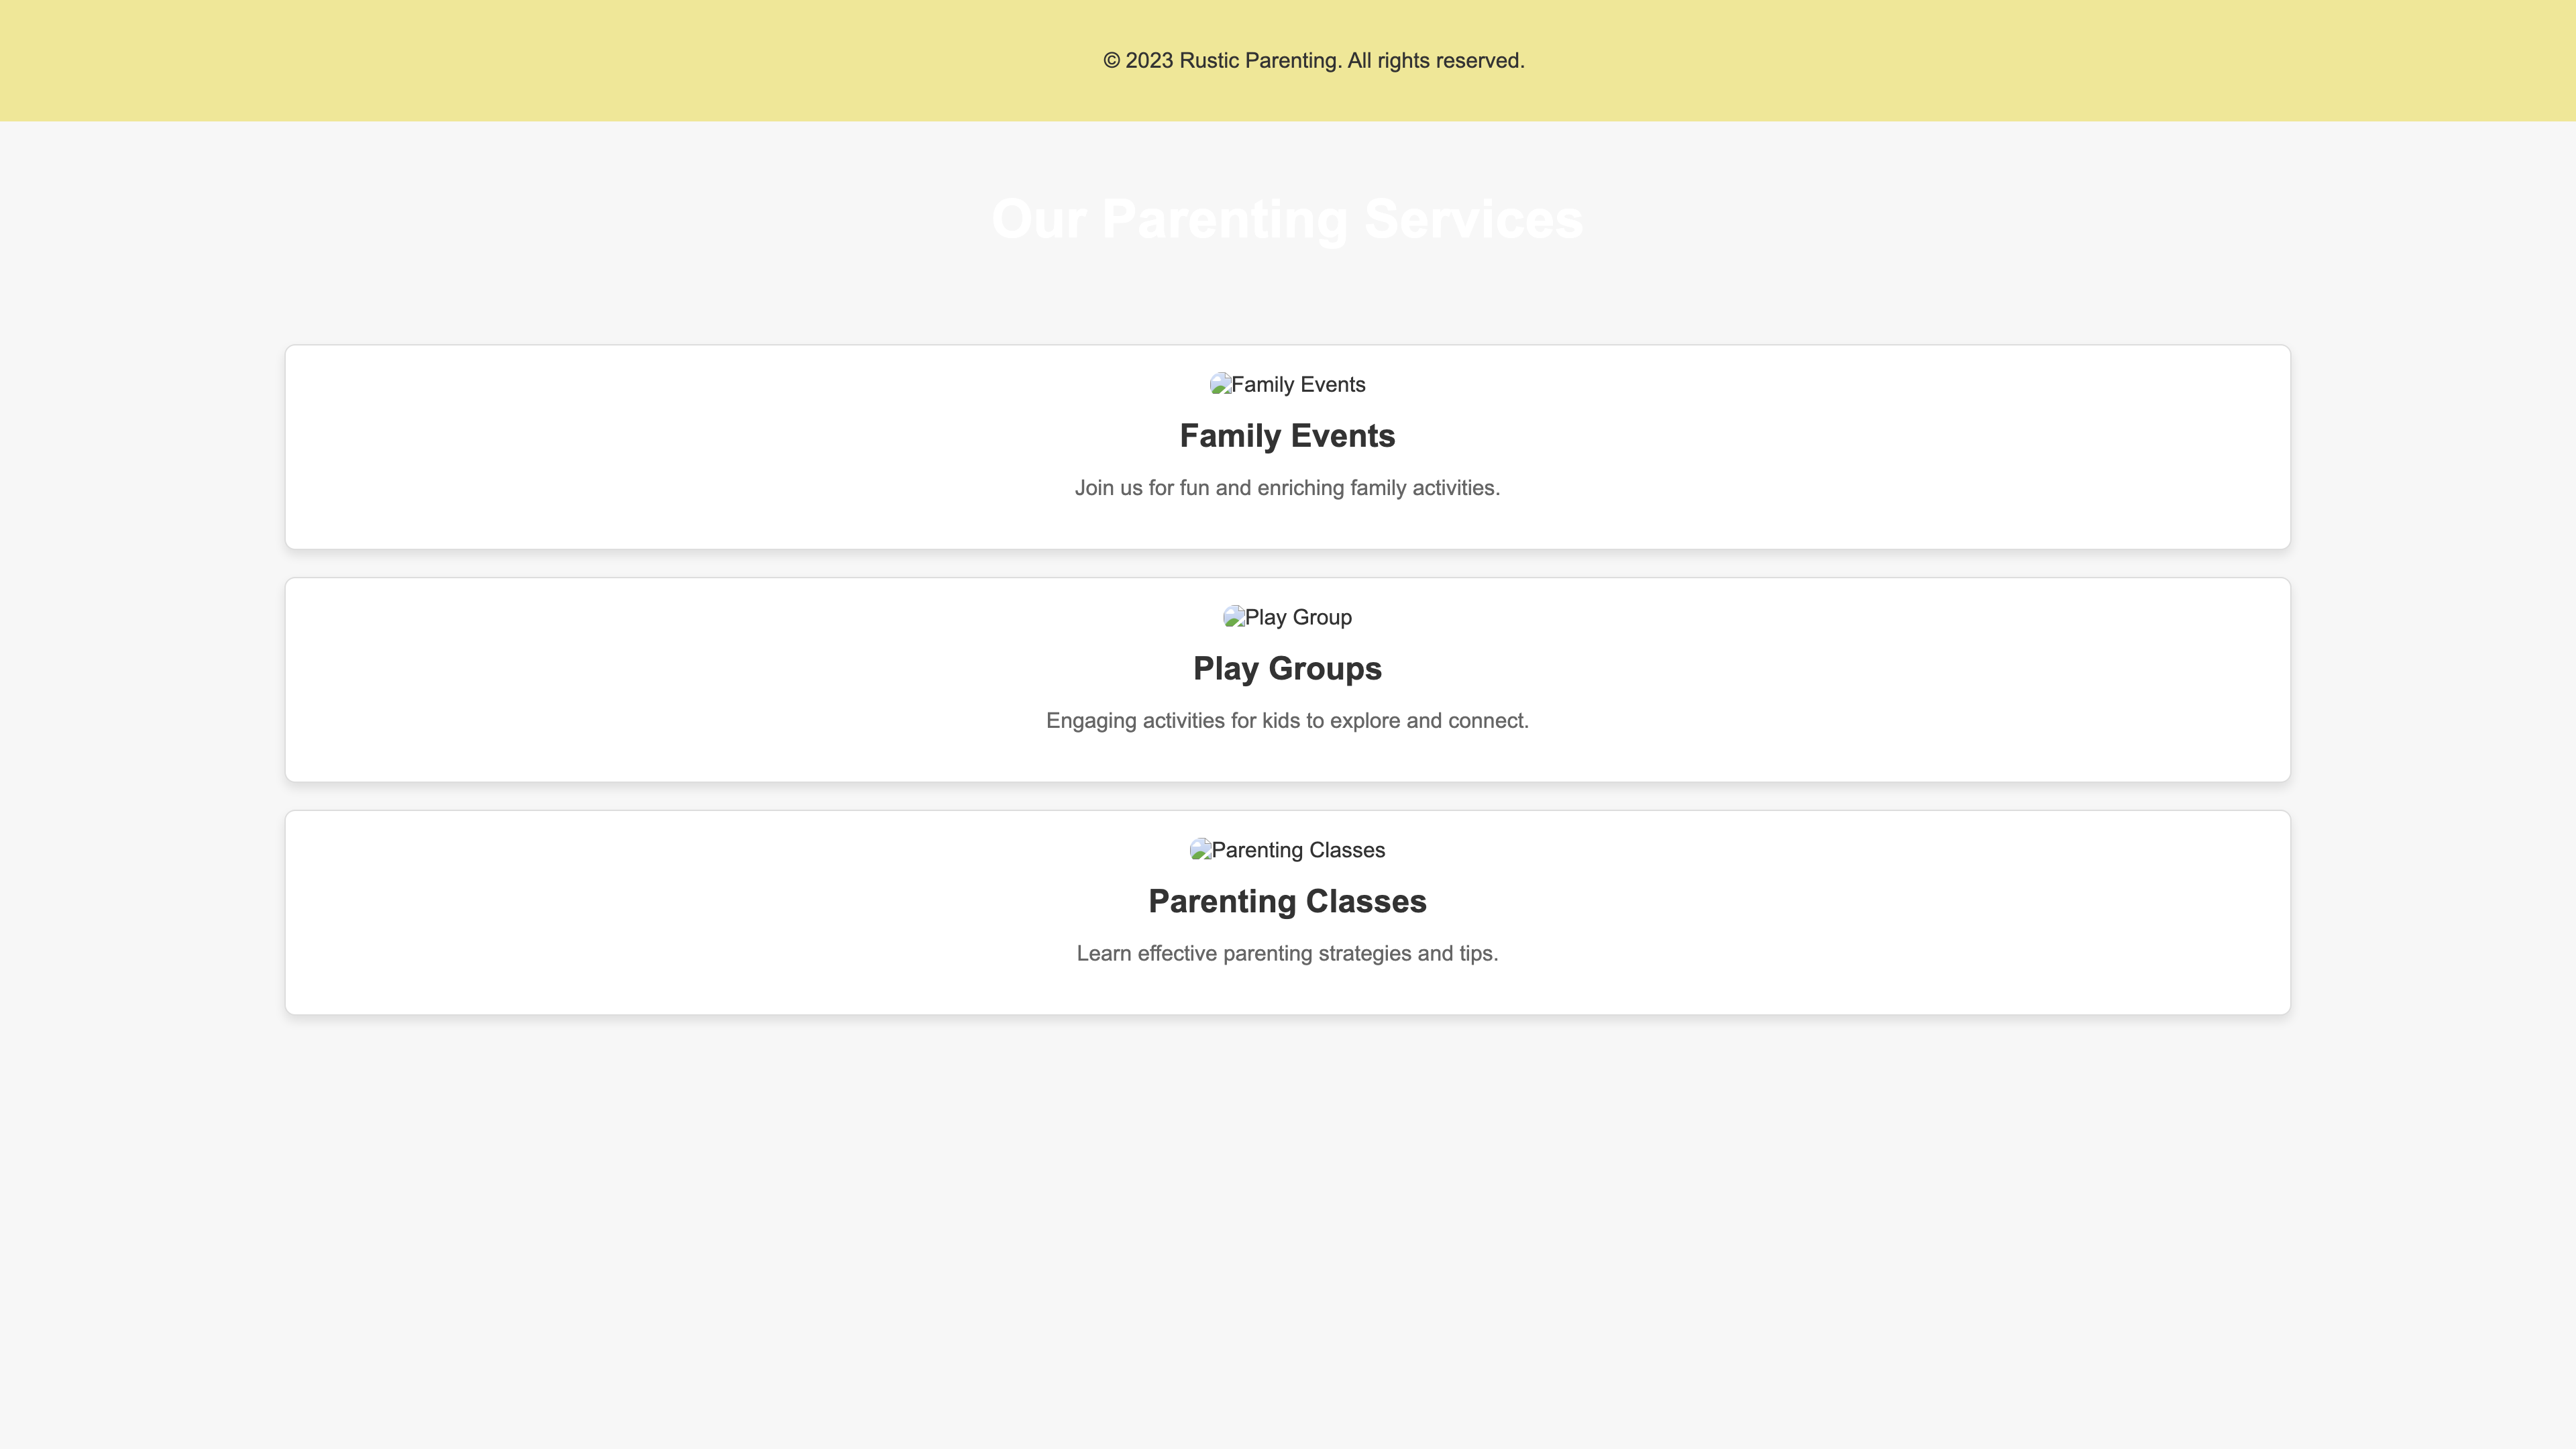 © 2023 Rustic Parenting. All rights reserved.
Our Parenting Services
Family Events
Family Events
Join us for fun and enriching family activities.
Play Group
Play Groups
Engaging activities for kids to explore and connect.
Parenting Classes
Parenting Classes
Learn effective parenting strategies and tips.